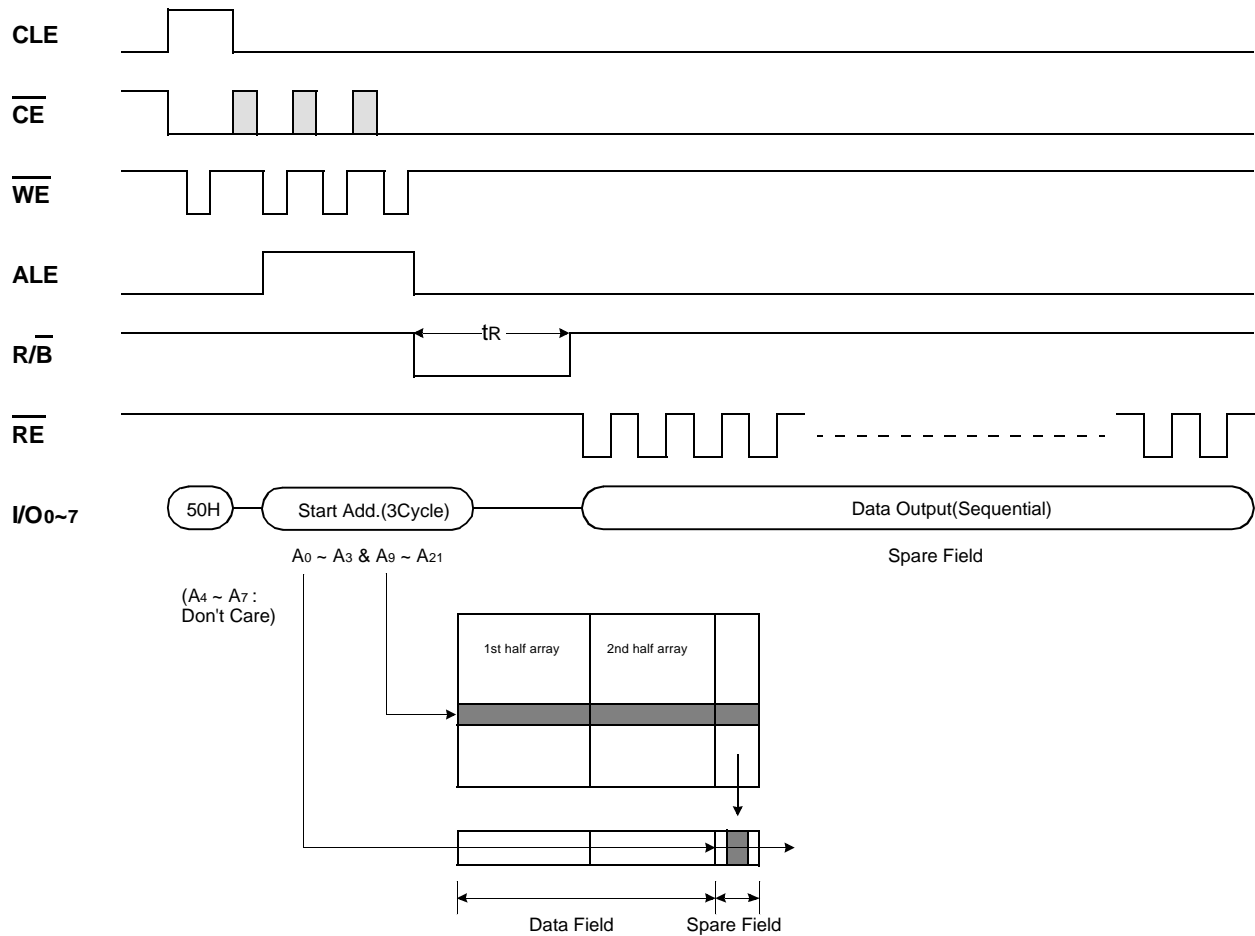 CLE
CE
WE
ALE
R/B
tR
RE
I/O0~7
50H
Start Add.(3Cycle)
Data Output(Sequential)
A0 ~ A3 & A9 ~ A21
Spare Field
(A4 ~ A7 :
Don't Care)
1st half array
2nd half array
Data Field
Spare Field